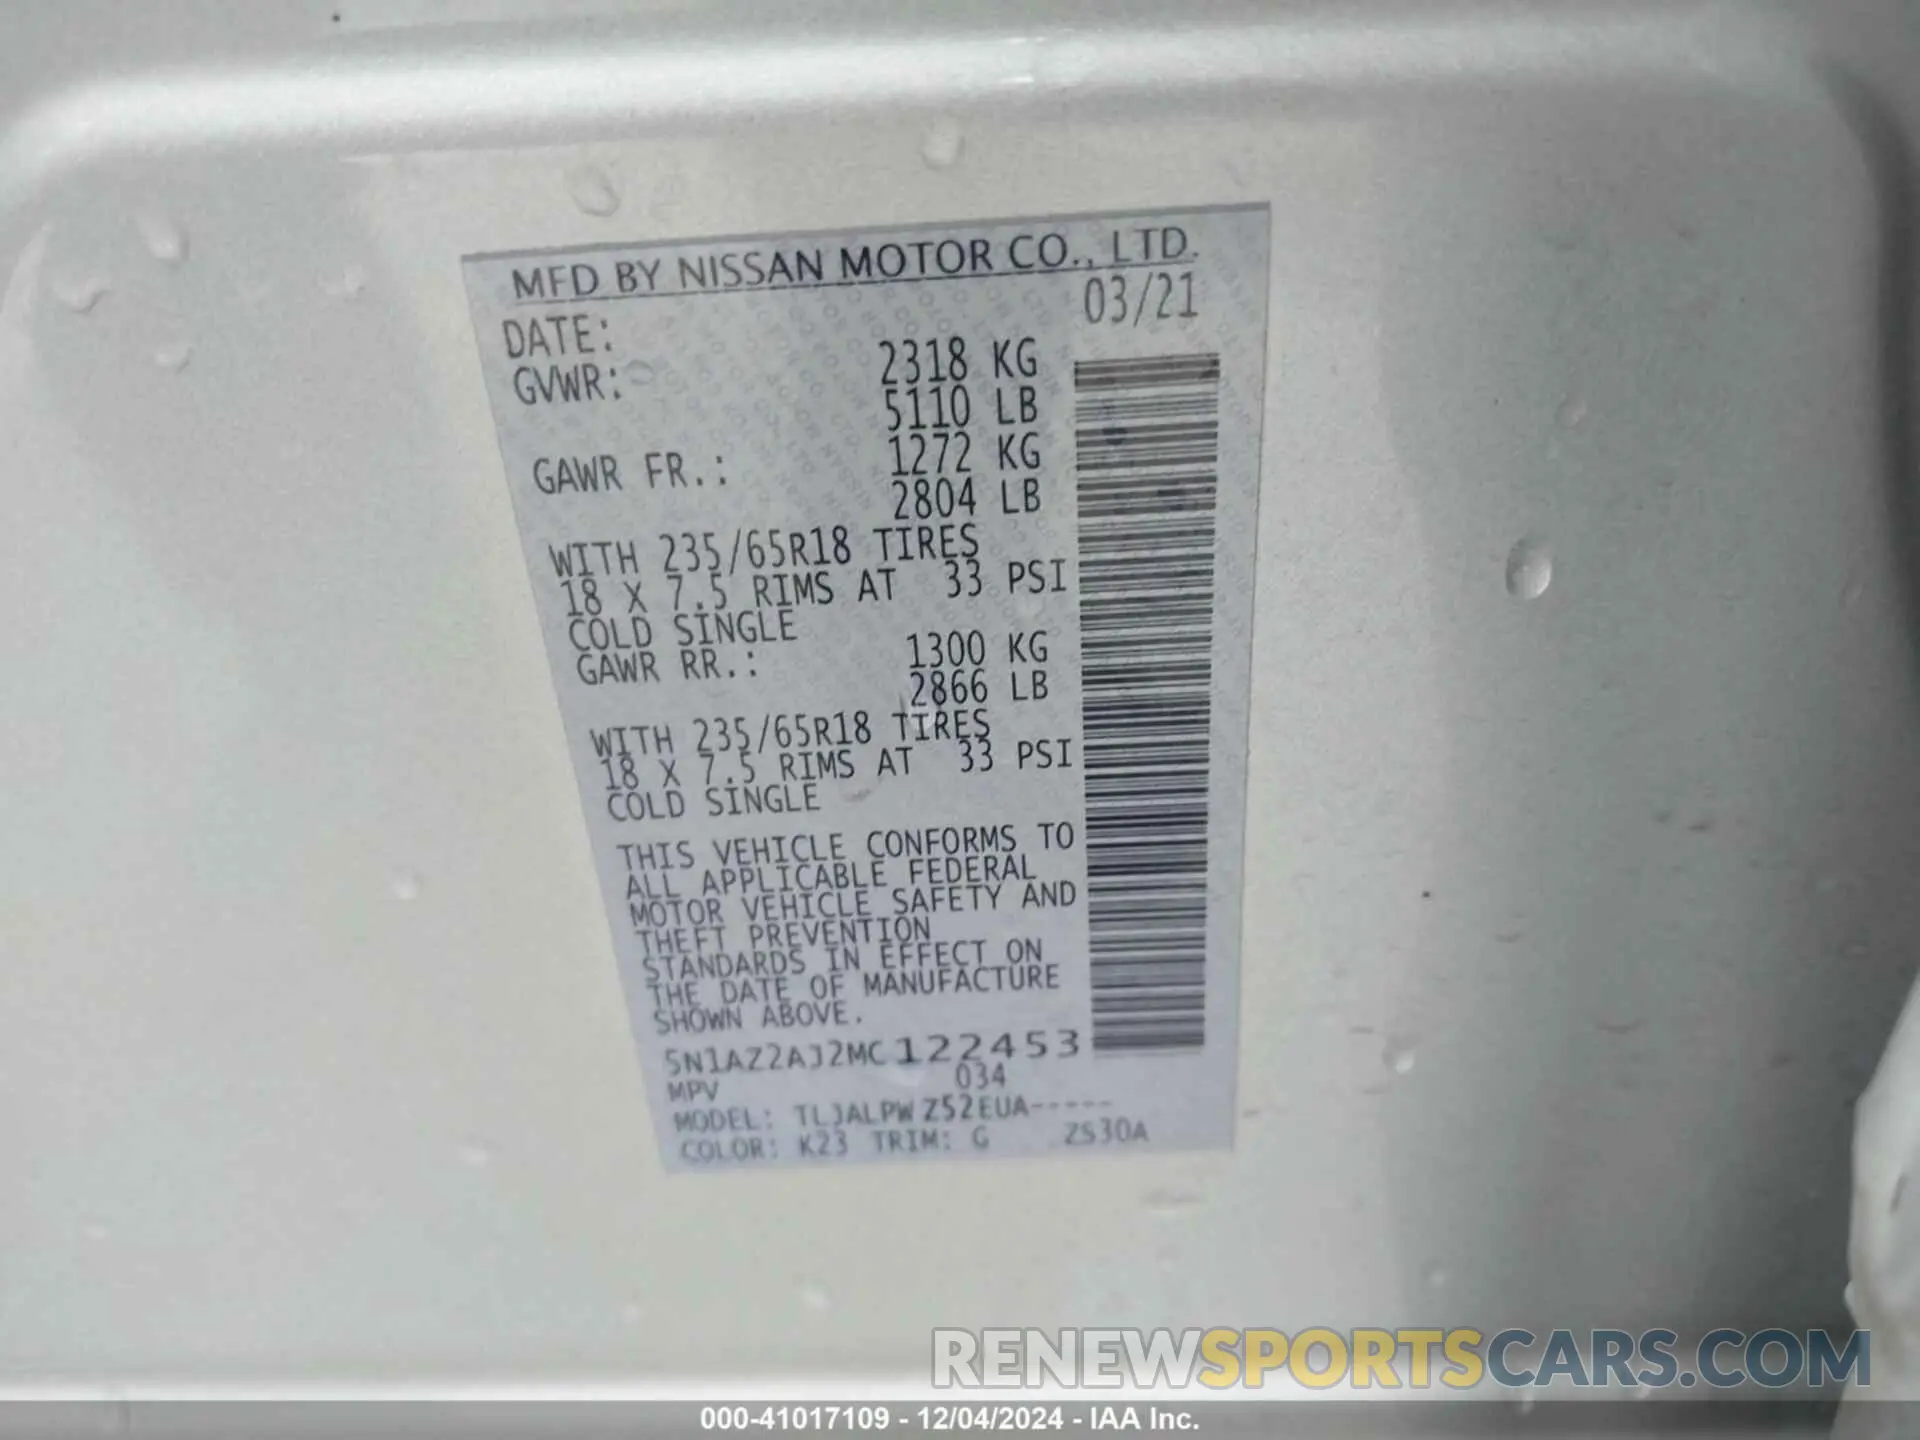 MFD BY NISSAN MOTOR CO., LTD.
DATE: 03/21
GVWR: 2318 KG
5110 LB
GAWR FR.: 1272 KG
2804 LB
WITH 235/65R18 TIRES
18 X 7.5 RIMS AT 33 PSI
COLD SINGLE
GAWR RR.: 1300 KG
2866 LB
WITH 235/65R18 TIRES
18 X 7.5 RIMS AT 33 PSI
COLD SINGLE
THIS VEHICLE CONFORMS TO
ALL APPLICABLE FEDERAL
MOTOR VEHICLE SAFETY AND
THEFT PREVENTION
STANDARDS IN EFFECT ON
THE DATE OF MANUFACTURE
SHOWN ABOVE.
5N1AZ2AJ2MC122453
MPV 034
MODEL: TLJALPW Z52EUA-----
COLOR: K23 TRIM: G ZS30A
RENEWSPORTSCARS.COM
000-41017109 - 12/04/2024 - IAA Inc.